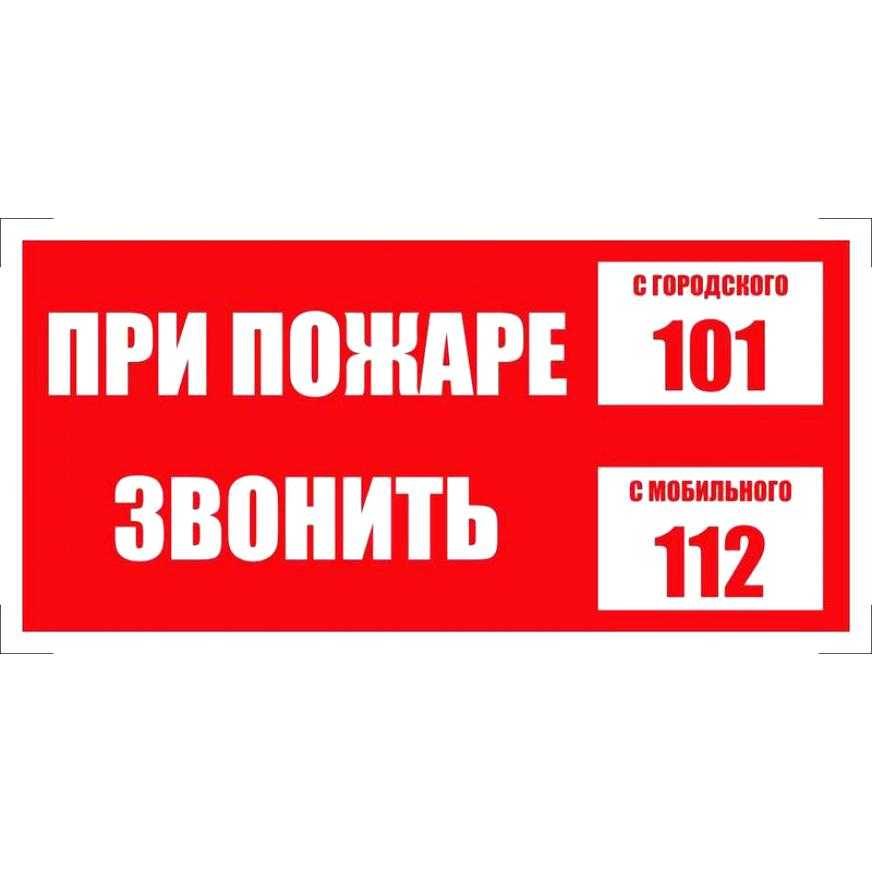 ПРИ ПОЖАРЕ
ЗВОНИТЬ
С ГОРОДСКОГО
101
С МОБИЛЬНОГО
112